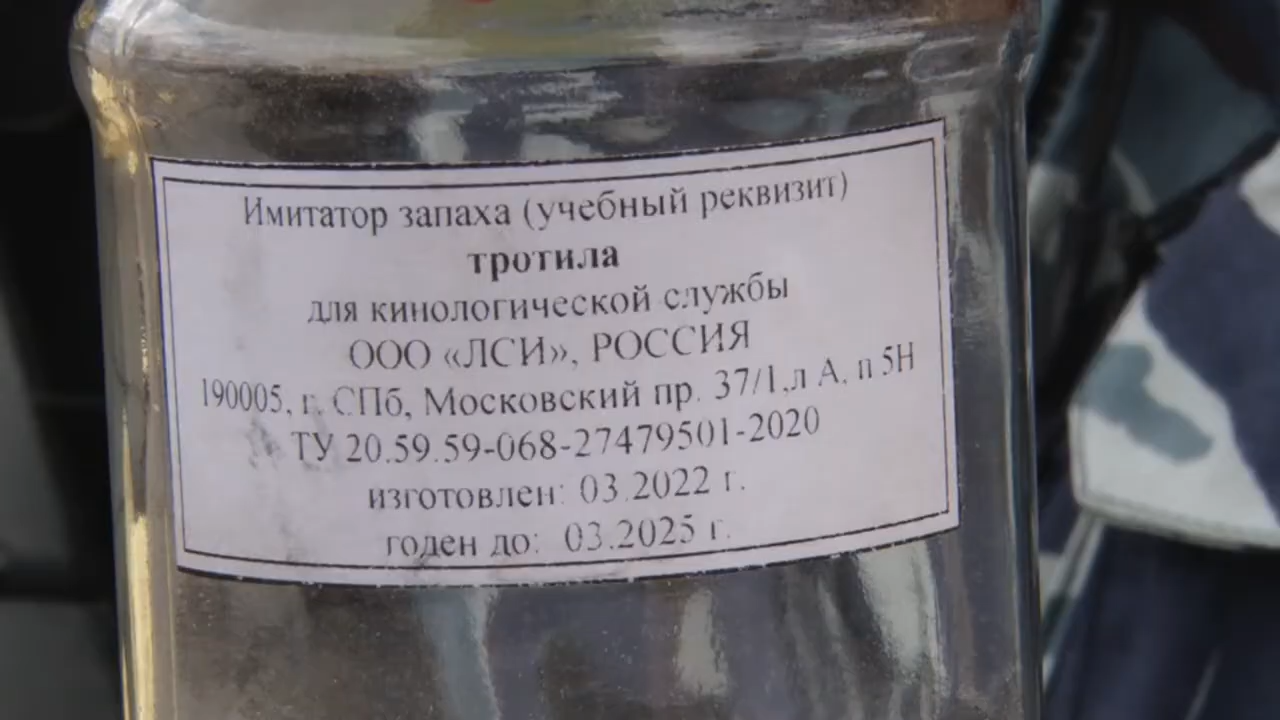 Имитатор запаха (учебный реквизит)
тротила
для кинологической службы
ООО «ЛСИ», РОССИЯ
190005, г. СПб, Московский пр. 37/1,л А, п 5Н
ТУ 20.59.59-068-27479501-2020
изготовлен: 03.2022 г.
годен до: 03.2025 г.